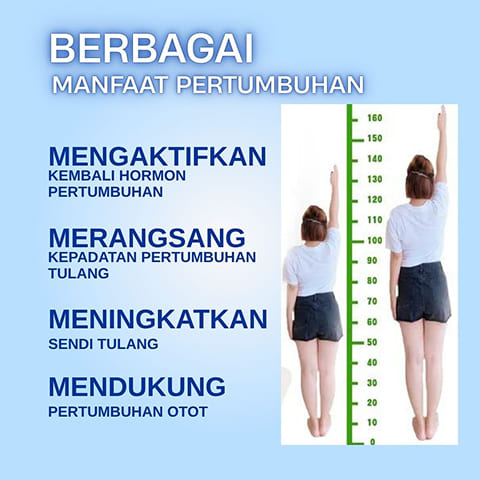 BERBAGAI
MANFAAT PERTUMBUHAN
MENGAKTIFKAN
KEMBALI HORMON
PERTUMBUHAN
MERANGSANG
KEPADATAN PERTUMBUHAN
TULANG
MENINGKATKAN
SENDI TULANG
MENDUKUNG
PERTUMBUHAN OTOT
160
150
140
130
120
110
100
90
80
70
60
50
40
30
20
10
0